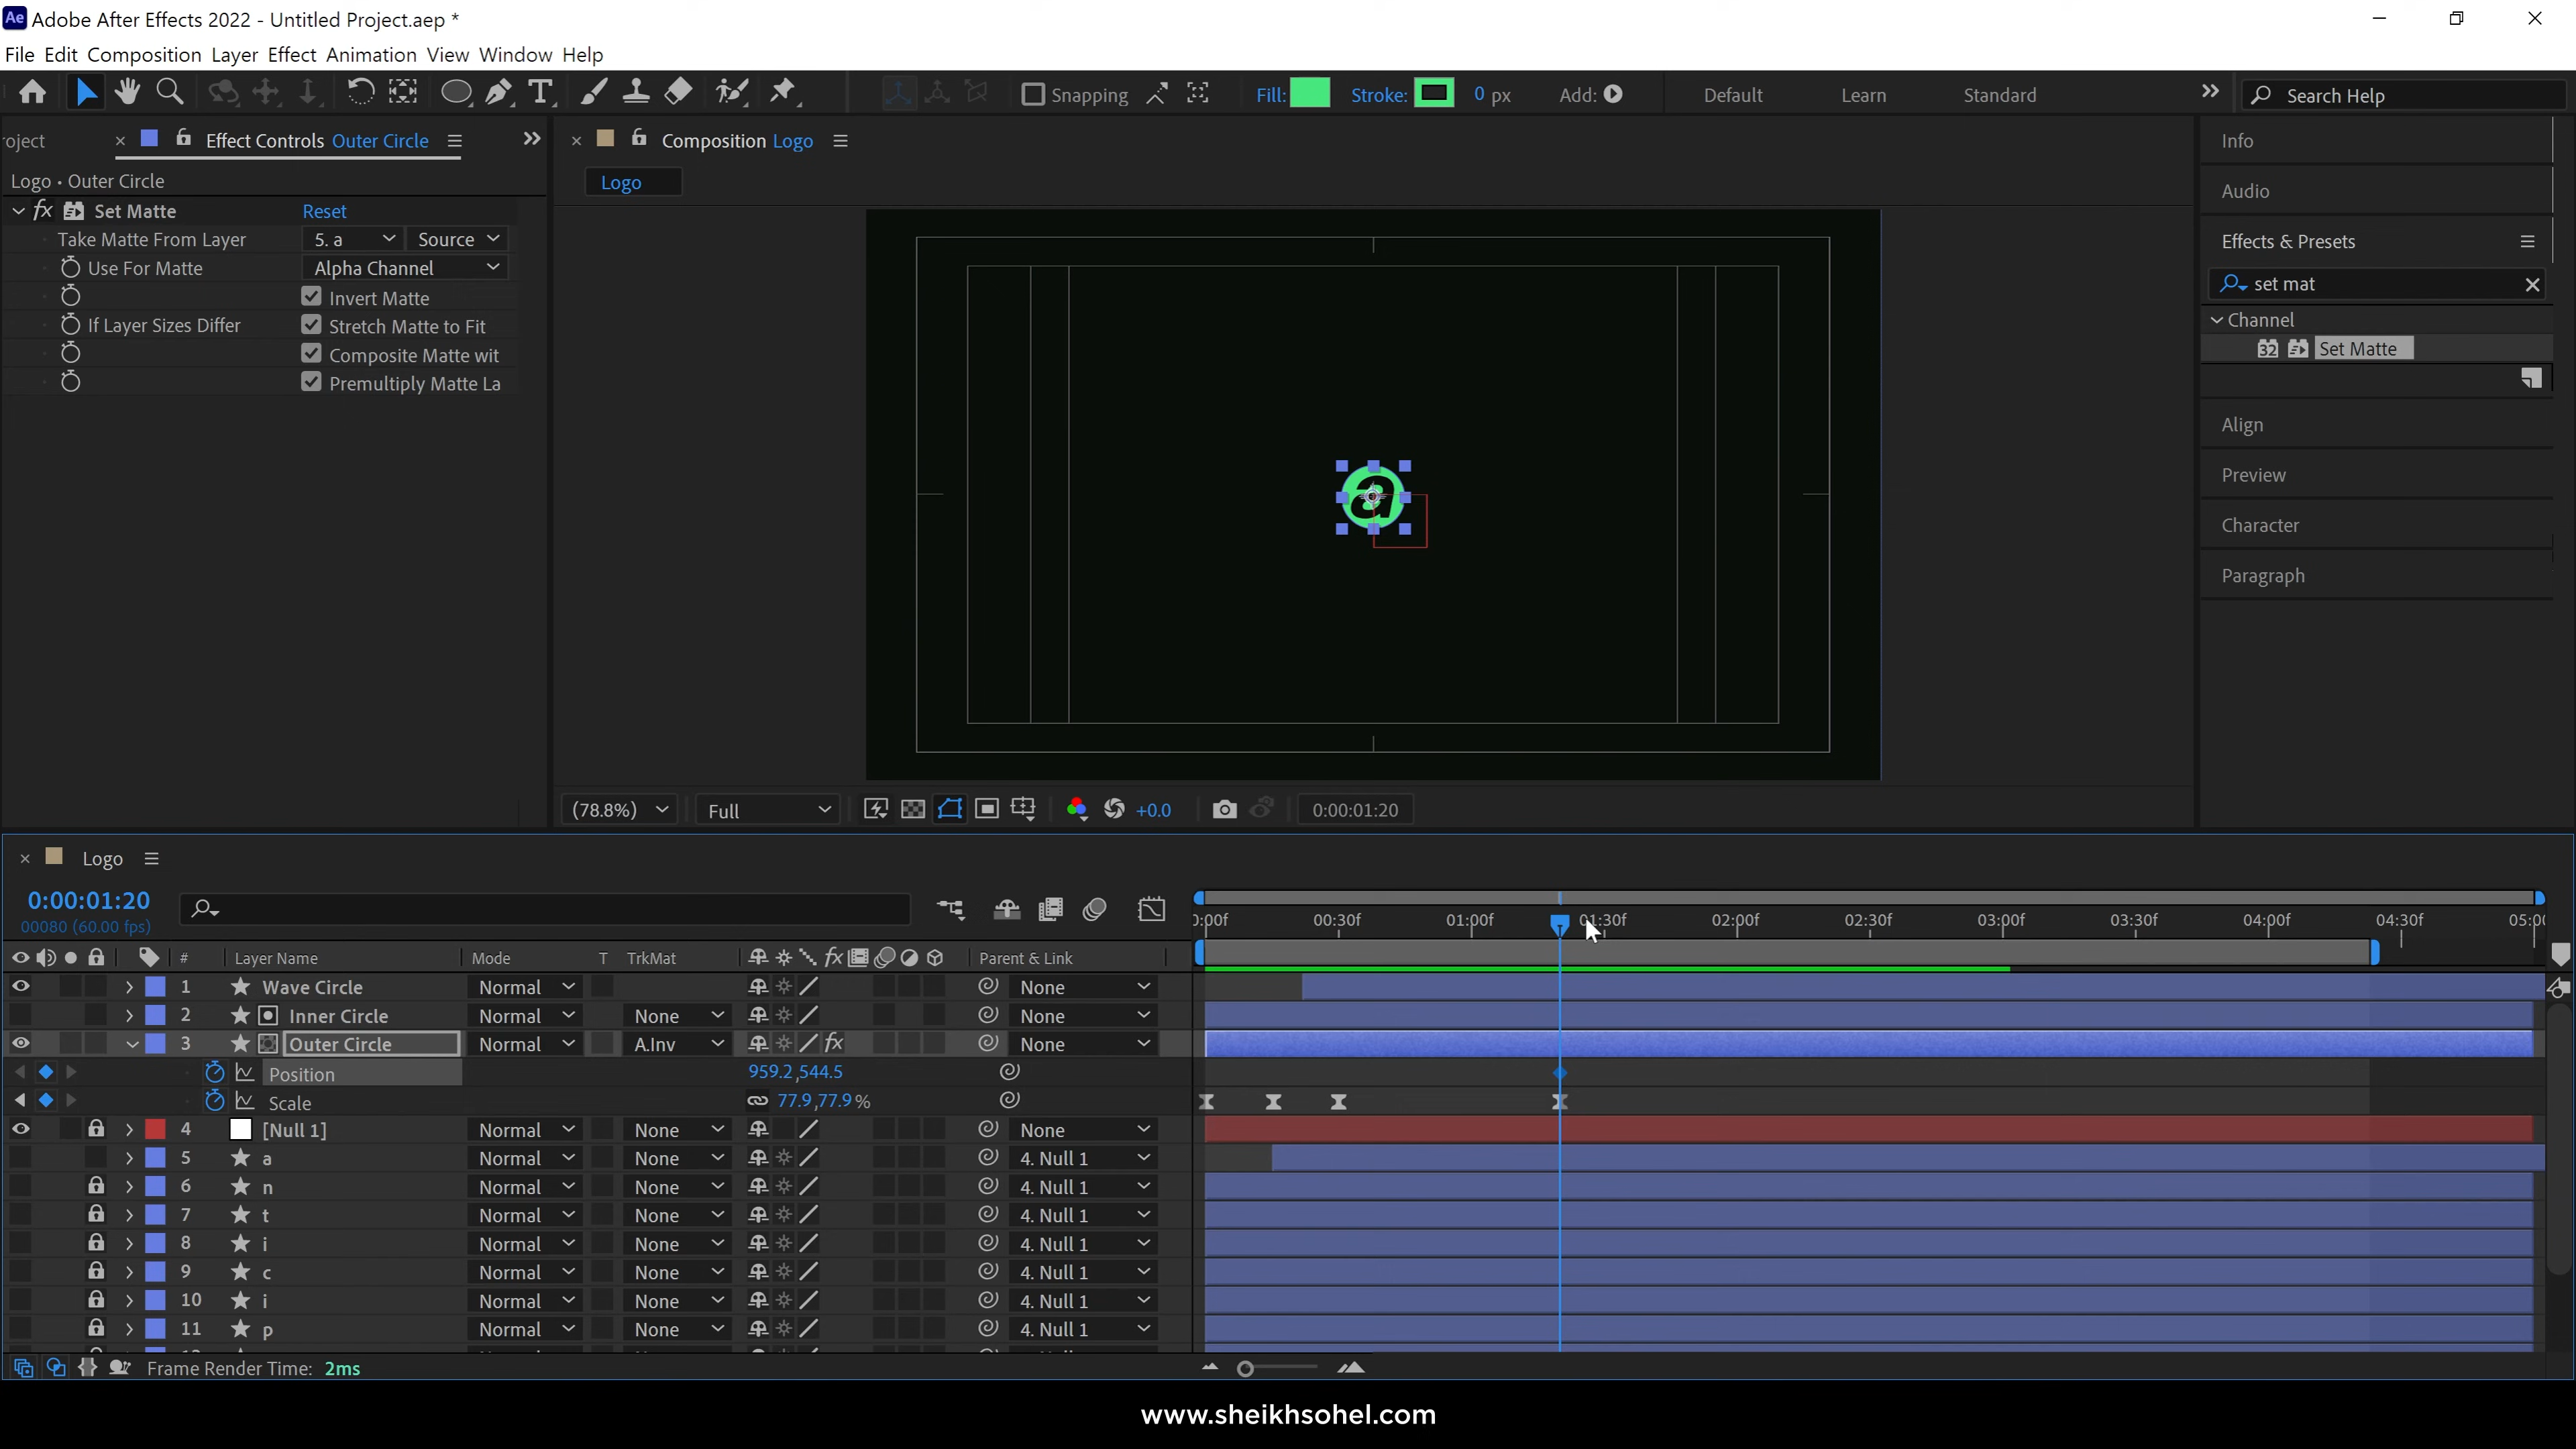 Ae Adobe After Effects 2022 - Untitled Project.aep *
File Edit Composition Layer Effect Animation View Window Help
Snapping Fill: Stroke: 0 px Add: Default Learn Standard Search Help
roject Effect Controls Outer Circle
Logo • Outer Circle
fx Set Matte Reset
Take Matte From Layer 5. a Source
Use For Matte Alpha Channel
Invert Matte
If Layer Sizes Differ Stretch Matte to Fit
Composite Matte wit
Premultiply Matte La
Composition Logo
Logo
a
(78.8%) Full +0.0 0:00:01:20
Info
Audio
Effects & Presets
set mat
Channel
32 Set Matte
Align
Preview
Character
Paragraph
Logo
0:00:01:20
00080 (60.00 fps)
0:00f 00:30f 01:00f 01:30f 02:00f 02:30f 03:00f 03:30f 04:00f 04:30f 05:00
# Layer Name Mode T TrkMat fx Parent & Link
1 Wave Circle Normal None
2 Inner Circle Normal None None
3 Outer Circle Normal A.Inv fx None
Position 959.2,544.5
Scale 77.9,77.9%
4 [Null 1] Normal None None
5 a Normal None 4. Null 1
6 n Normal None 4. Null 1
7 t Normal None 4. Null 1
8 i Normal None 4. Null 1
9 c Normal None 4. Null 1
10 i Normal None 4. Null 1
11 p Normal None 4. Null 1
Frame Render Time: 2ms
www.sheikhsohel.com